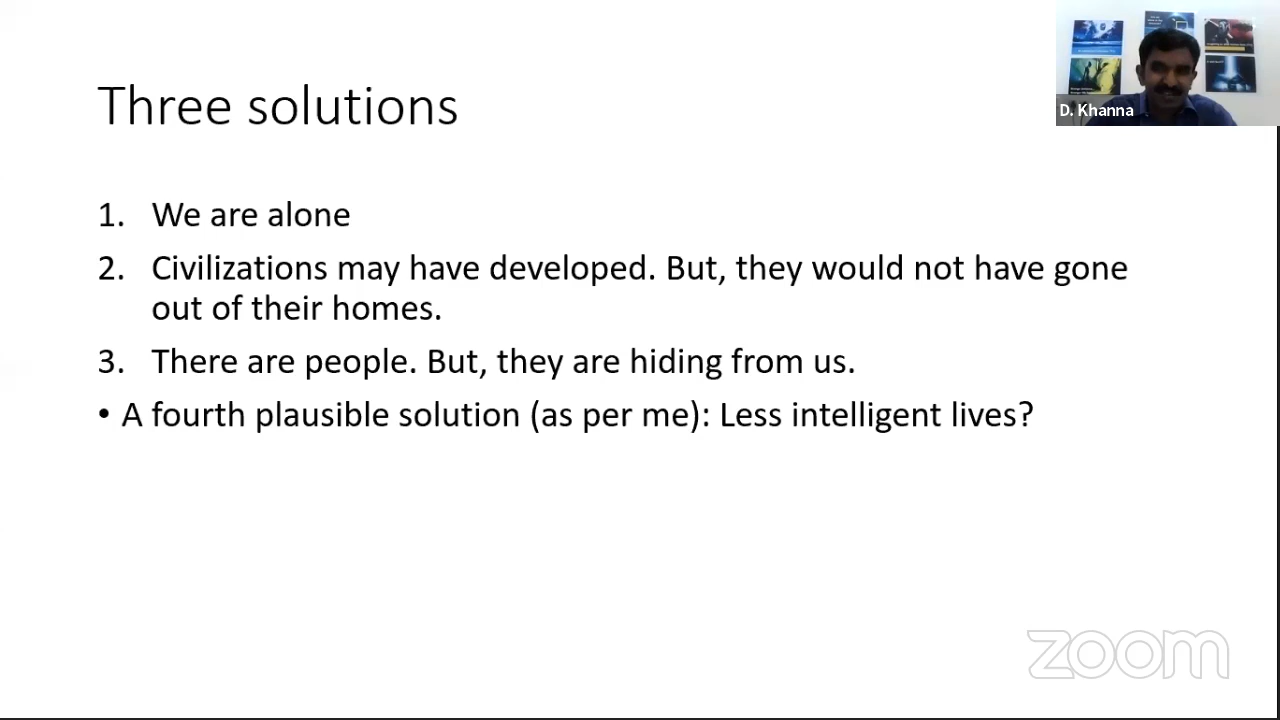 Three solutions
D. Khanna
1. We are alone
2. Civilizations may have developed. But, they would not have gone
out of their homes.
3. There are people. But, they are hiding from us.
• A fourth plausible solution (as per me): Less intelligent lives?
zoom